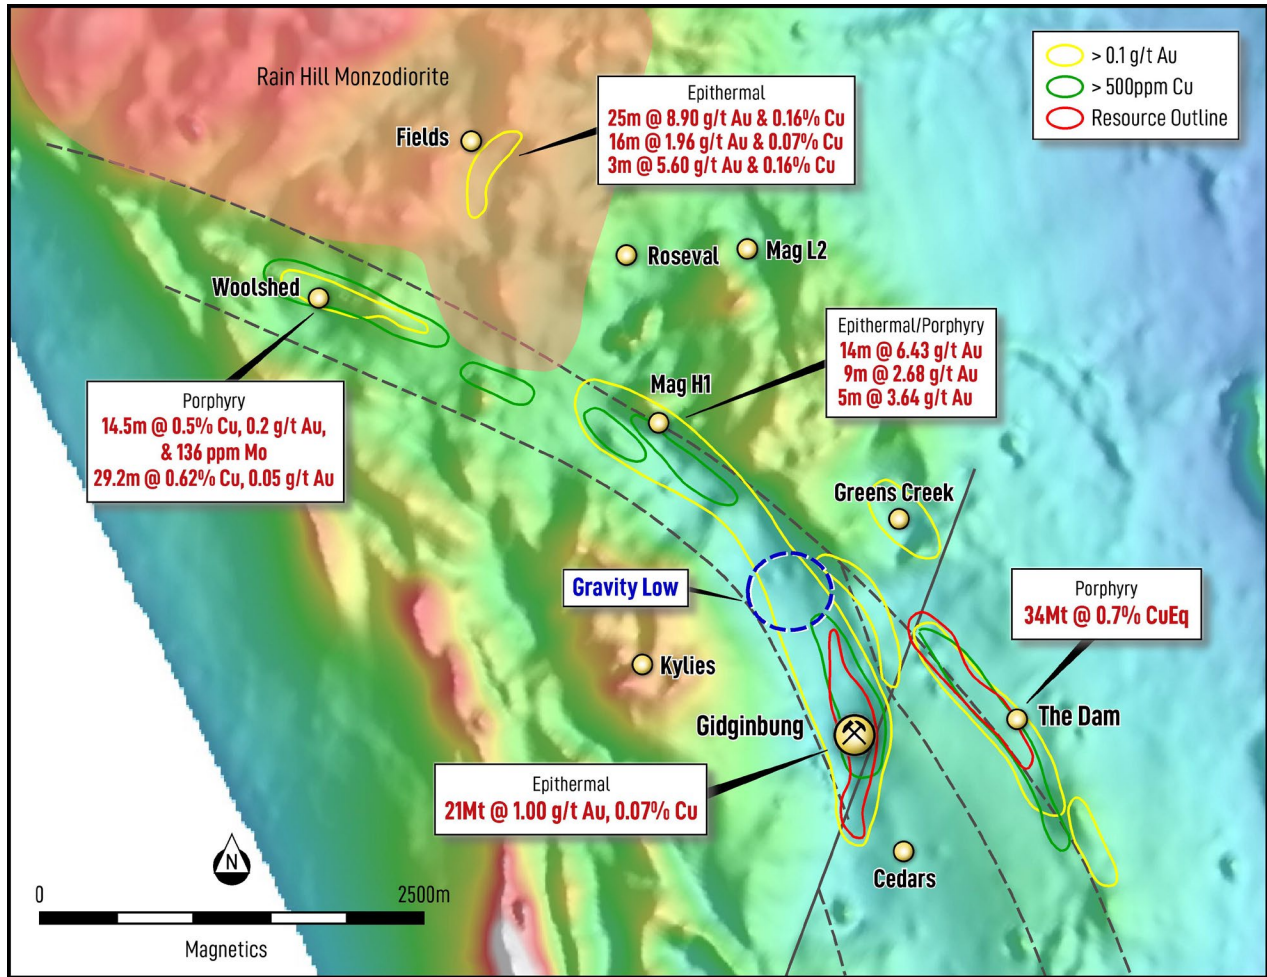 Rain Hill Monzodiorite
> 0.1 g/t Au
> 500ppm Cu
Resource Outline
Fields
Epithermal
25m @ 8.90 g/t Au & 0.16% Cu
16m @ 1.96 g/t Au & 0.07% Cu
3m @ 5.60 g/t Au & 0.16% Cu
Roseval
Mag L2
Woolshed
Epithermal/Porphyry
14m @ 6.43 g/t Au
9m @ 2.68 g/t Au
5m @ 3.64 g/t Au
Mag H1
Porphyry
14.5m @ 0.5% Cu, 0.2 g/t Au,
& 136 ppm Mo
29.2m @ 0.62% Cu, 0.05 g/t Au
Greens Creek
Gravity Low
Porphyry
34Mt @ 0.7% CuEq
Kylies
The Dam
Gidginbung
Epithermal
21Mt @ 1.00 g/t Au, 0.07% Cu
Cedars
N
0 2500m
Magnetics